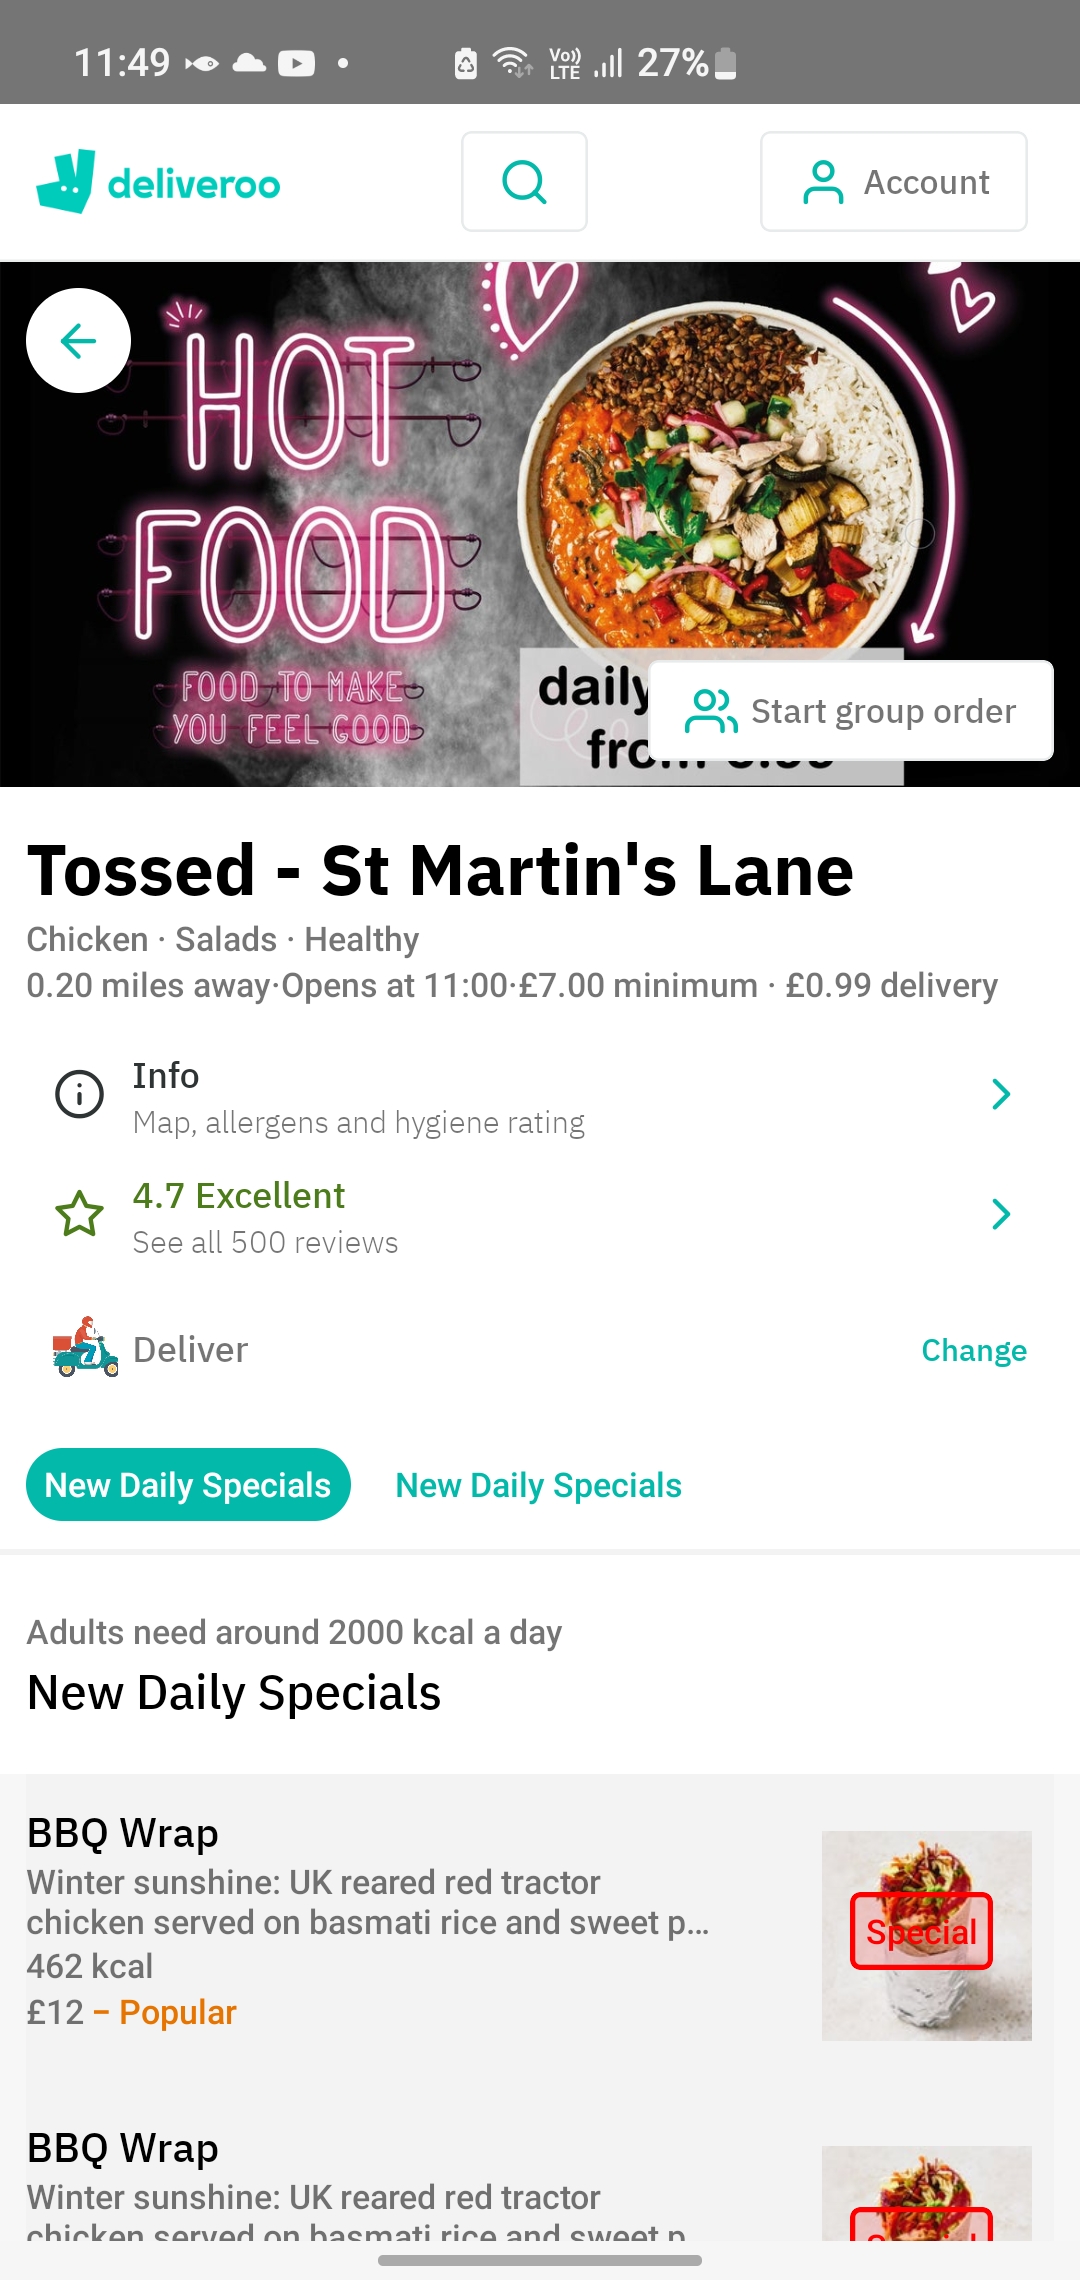 11:49
Vo))
LTE
27%
deliveroo
Account
HOT
FOOD
FOOD TO MAKE
YOU FEEL GOOD
daily
Start group order
Tossed - St Martin's Lane
Chicken · Salads · Healthy
0.20 miles away·Opens at 11:00·£7.00 minimum · £0.99 delivery
Info
Map, allergens and hygiene rating
4.7 Excellent
See all 500 reviews
Deliver
Change
New Daily Specials
New Daily Specials
Adults need around 2000 kcal a day
New Daily Specials
BBQ Wrap
Winter sunshine: UK reared red tractor
chicken served on basmati rice and sweet p...
462 kcal
£12 – Popular
Special
BBQ Wrap
Winter sunshine: UK reared red tractor
chicken served on basmati rice and sweet p